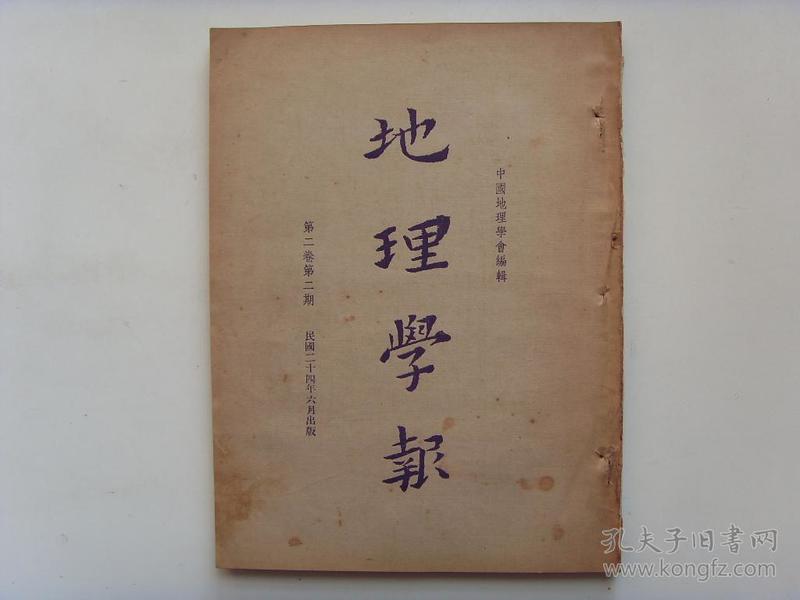 中國地理學會編輯
地理學報
第二卷第二期
民國二十四年六月出版
孔夫子旧書网
www.kongfz.com